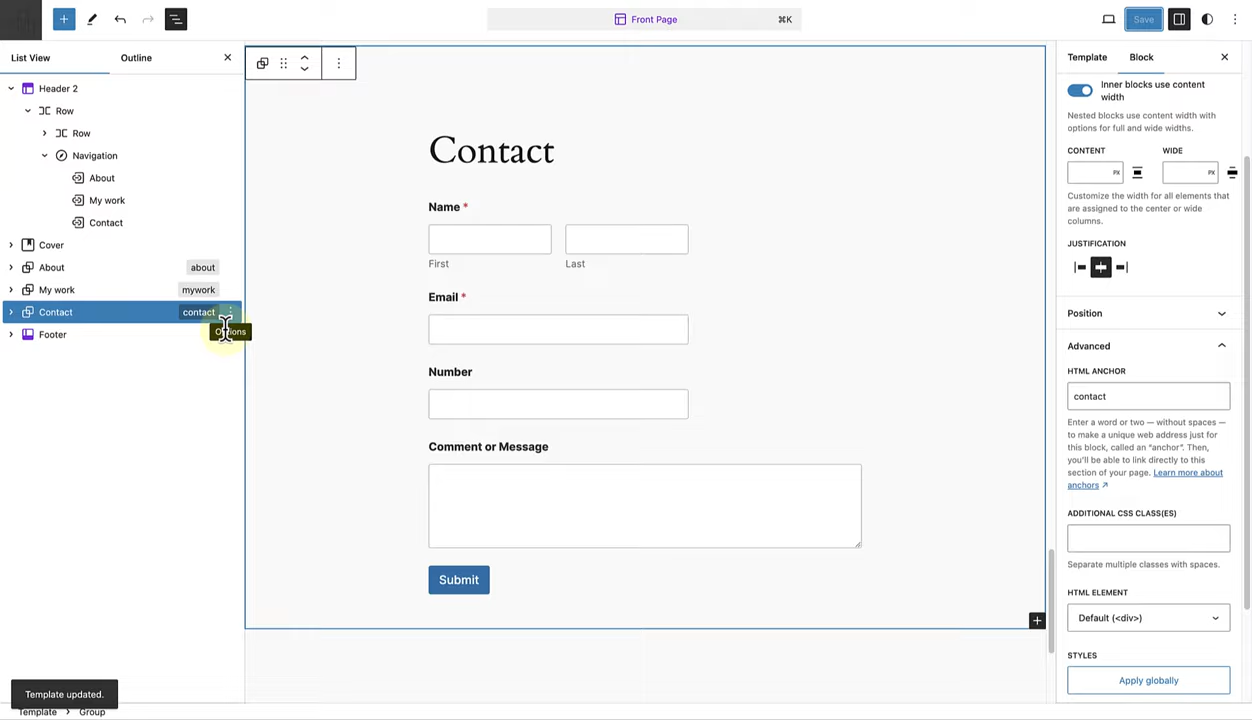 Front Page
⌘K
Save
List View
Outline
Header 2
Row
Row
Navigation
About
My work
Contact
Cover
About
about
My work
mywork
Contact
contact
Options
Footer
Contact
Name *
First
Last
Email *
Number
Comment or Message
Submit
Template
Block
Inner blocks use content
width
Nested blocks use content width with
options for full and wide widths.
CONTENT
WIDE
PX
PX
Customize the width for all elements that
are assigned to the center or wide
columns.
JUSTIFICATION
Position
Advanced
HTML ANCHOR
contact
Enter a word or two — without spaces —
to make a unique web address just for
this block, called an “anchor”. Then,
you’ll be able to link directly to this
section of your page. Learn more about
anchors ↗
ADDITIONAL CSS CLASS(ES)
Separate multiple classes with spaces.
HTML ELEMENT
Default (<div>)
STYLES
Apply globally
Template updated.
Template > Group